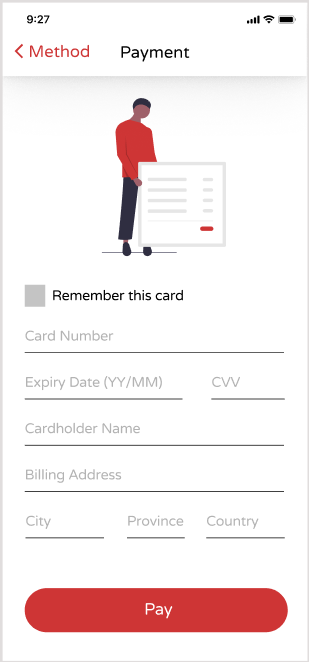 9:27
Method Payment
Remember this card
Card Number
Expiry Date (YY/MM) CVV
Cardholder Name
Billing Address
City Province Country
Pay